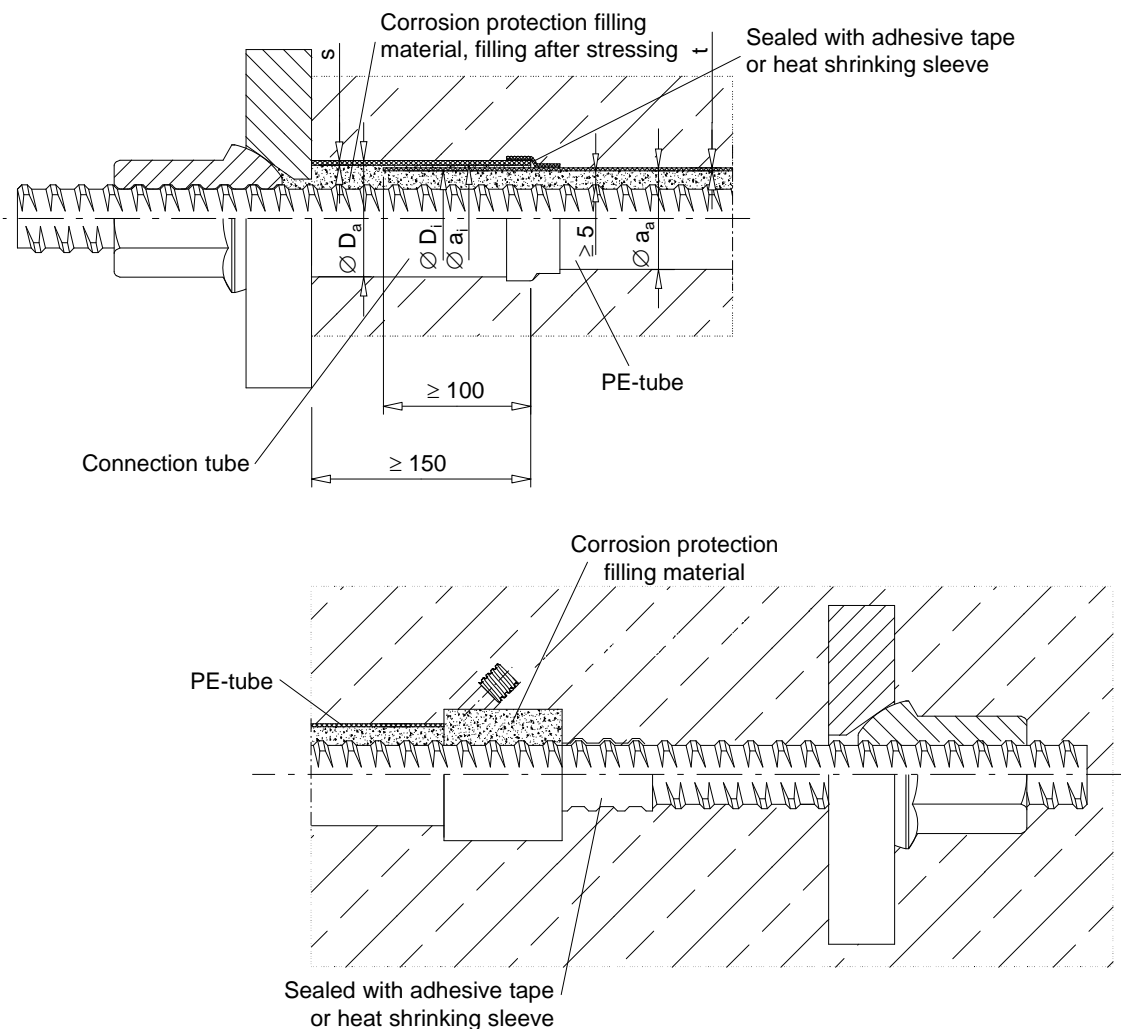 Corrosion protection filling
material, filling after stressing
Sealed with adhesive tape
or heat shrinking sleeve
s
t
∅ Dₐ
∅ Dᵢ
∅ aᵢ
≥ 5
∅ aₐ
PE-tube
≥ 100
Connection tube
≥ 150
Corrosion protection
filling material
PE-tube
Sealed with adhesive tape
or heat shrinking sleeve